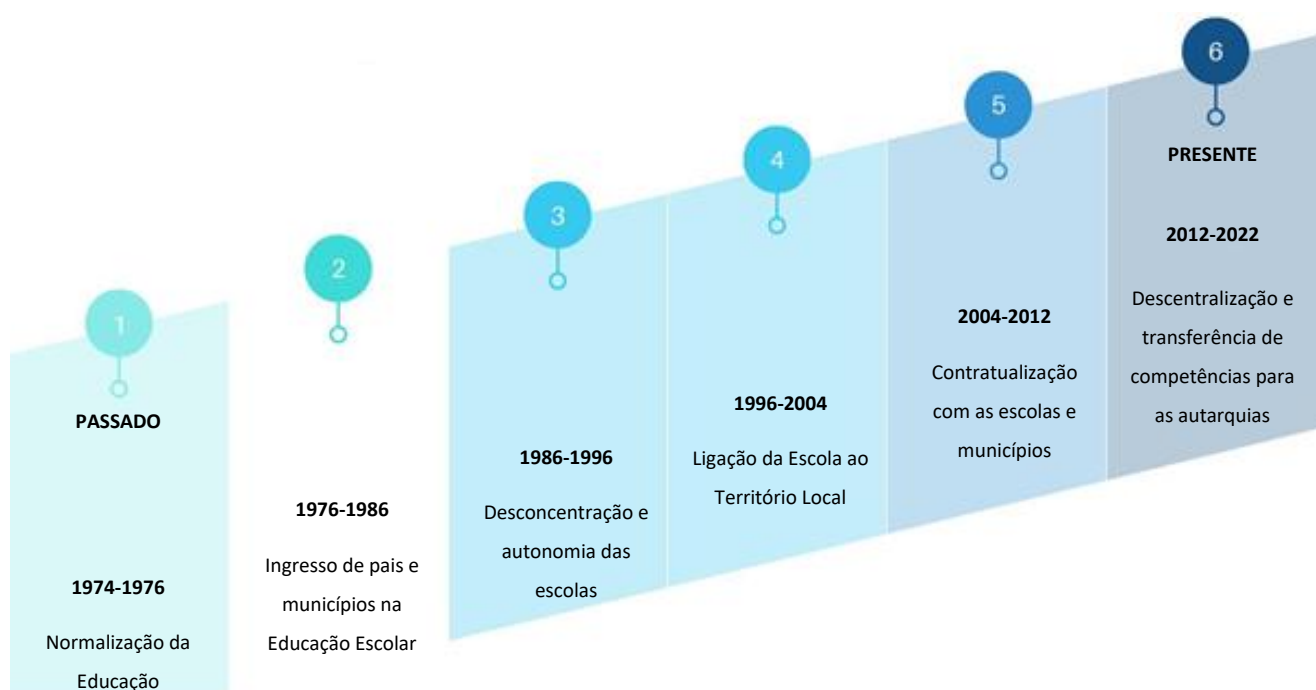 1
PASSADO
1974-1976
Normalização da
Educação
2
1976-1986
Ingresso de pais e
municípios na
Educação Escolar
3
1986-1996
Desconcentração e
autonomia das
escolas
4
1996-2004
Ligação da Escola ao
Território Local
5
2004-2012
Contratualização
com as escolas e
municípios
6
PRESENTE
2012-2022
Descentralização e
transferência de
competências para
as autarquias